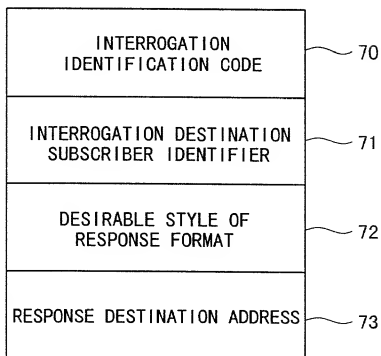 INTERROGATION
IDENTIFICATION CODE
70
INTERROGATION DESTINATION
SUBSCRIBER IDENTIFIER
71
DESIRABLE STYLE OF
RESPONSE FORMAT
72
RESPONSE DESTINATION ADDRESS
73